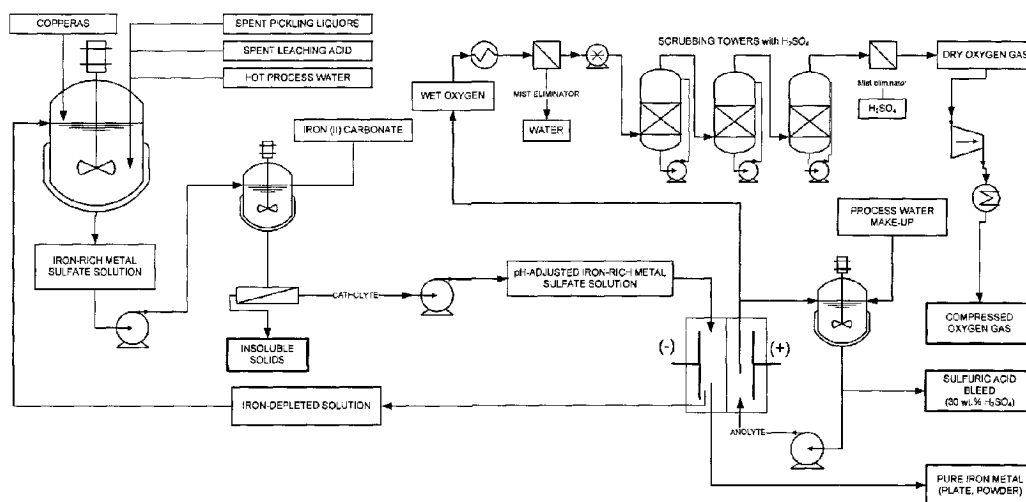 COPPERAS
SPENT PICKLING LIQUORS
SPENT LEACHING ACID
HOT PROCESS WATER
IRON (II) CARBONATE
IRON-RICH METAL
SULFATE SOLUTION
INSOLUBLE
SOLIDS
CATHOLYTE
pH-ADJUSTED IRON-RICH METAL
SULFATE SOLUTION
IRON-DEPLETED SOLUTION
WET OXYGEN
MIST ELIMINATOR
WATER
SCRUBBING TOWERS with H₂SO₄
Mist eliminator
H₂SO₄
DRY OXYGEN GAS
PROCESS WATER
MAKE-UP
COMPRESSED
OXYGEN GAS
(-)
(+)
ANOLYTE
SULFURIC ACID
BLEED
(30 wt.% H₂SO₄)
PURE IRON METAL
(PLATE, POWDER)